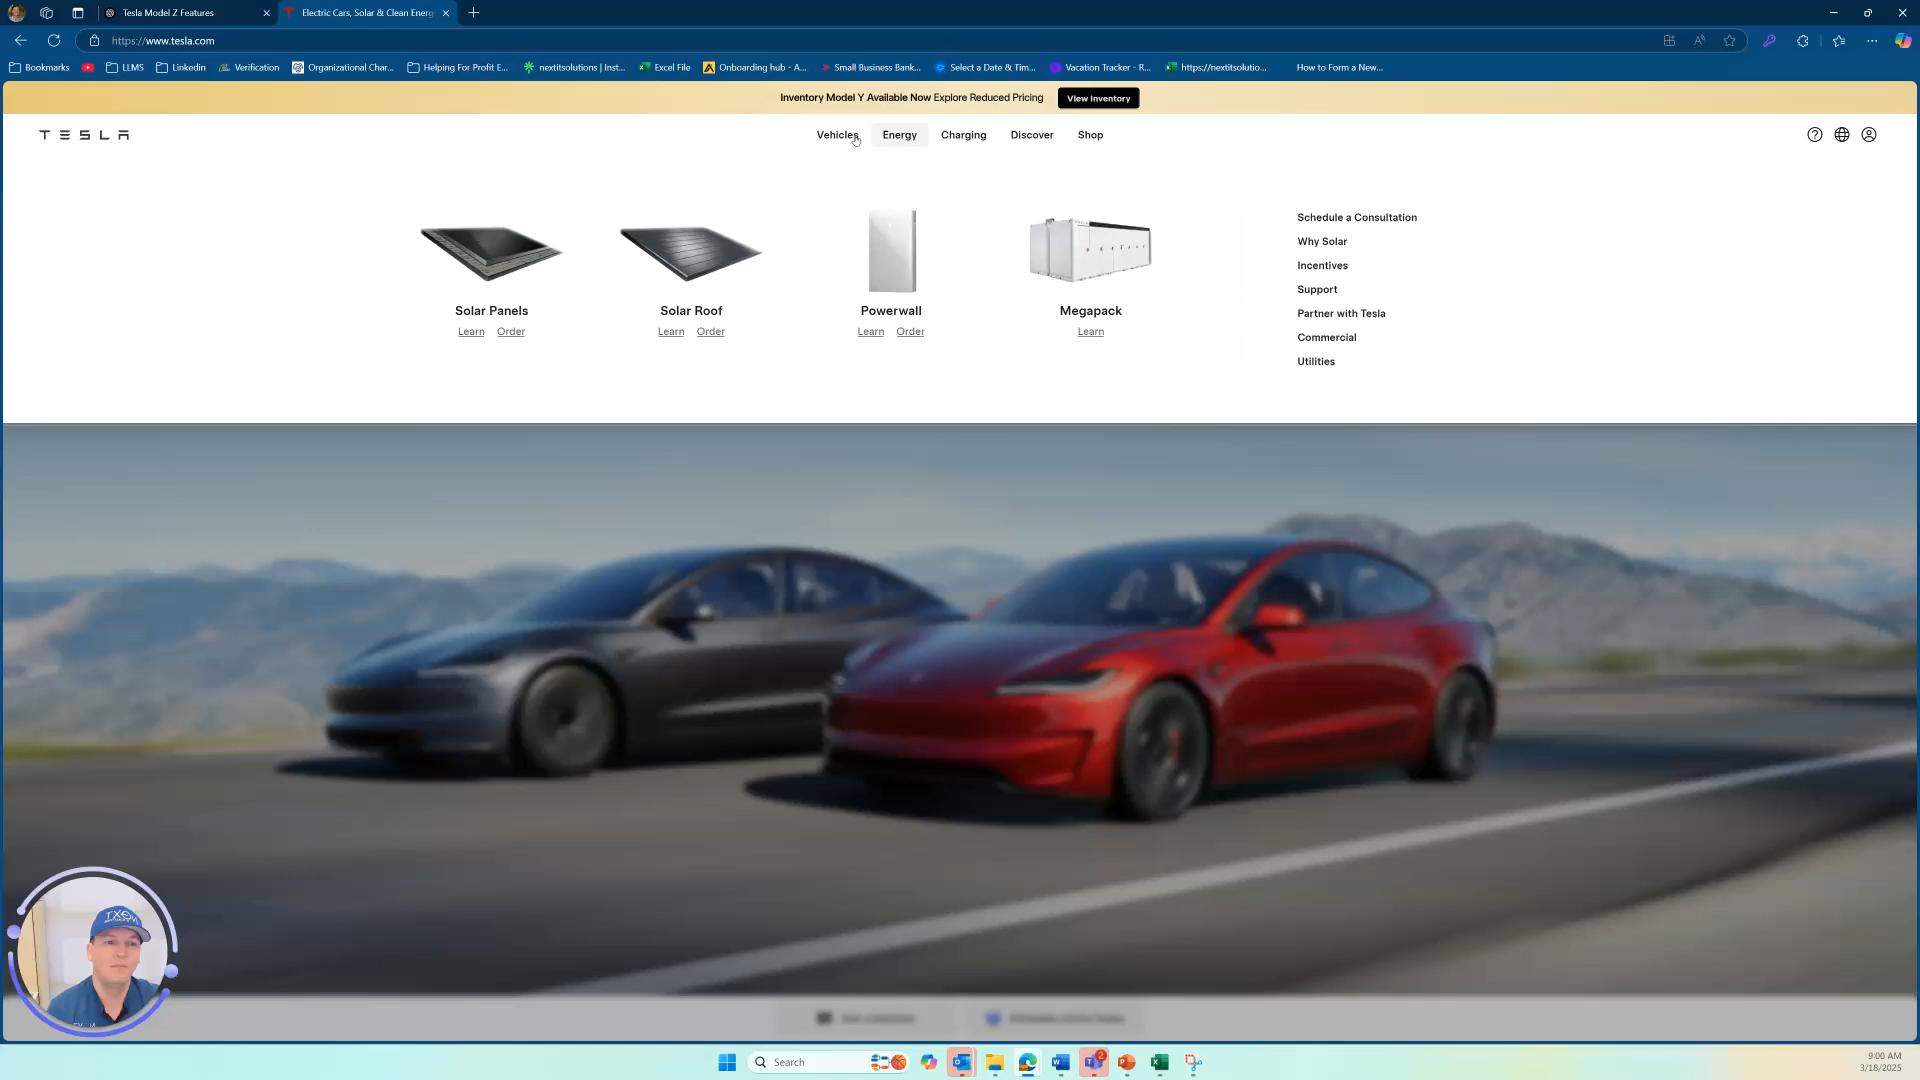 Tesla Model Z Features
Electric Cars, Solar & Clean Energ
https://www.tesla.com
Bookmarks
LLMS
Linkedin
Verification
Organizational Char...
Helping For Profit E...
nextitsolutions | Inst...
Excel File
Onboarding hub - A...
Small Business Bank...
Select a Date & Tim...
Vacation Tracker - R...
https://nextitsolutio...
How to Form a New...
Inventory Model Y Available Now Explore Reduced Pricing
View Inventory
TESLA
Vehicles
Energy
Charging
Discover
Shop
Solar Panels
Learn Order
Solar Roof
Learn Order
Powerwall
Learn Order
Megapack
Learn
Schedule a Consultation
Why Solar
Incentives
Support
Partner with Tesla
Commercial
Utilities
Search
2
9:00 AM
3/18/2025